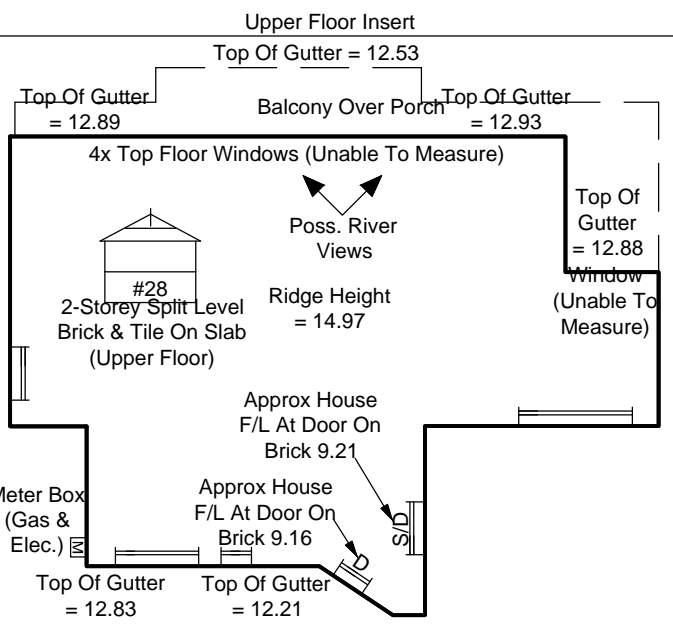 Upper Floor Insert
Top Of Gutter = 12.53
Top Of Gutter
= 12.89
Balcony Over Porch
Top Of Gutter
= 12.93
4x Top Floor Windows (Unable To Measure)
Poss. River
Views
Top Of
Gutter
= 12.88
Window
(Unable To
Measure)
#28
2-Storey Split Level
Brick & Tile On Slab
(Upper Floor)
Ridge Height
= 14.97
Approx House
F/L At Door On
Brick 9.21
S/D
Approx House
F/L At Door On
Brick 9.16
D
Meter Box
(Gas &
Elec.)
M
Top Of Gutter
= 12.83
Top Of Gutter
= 12.21